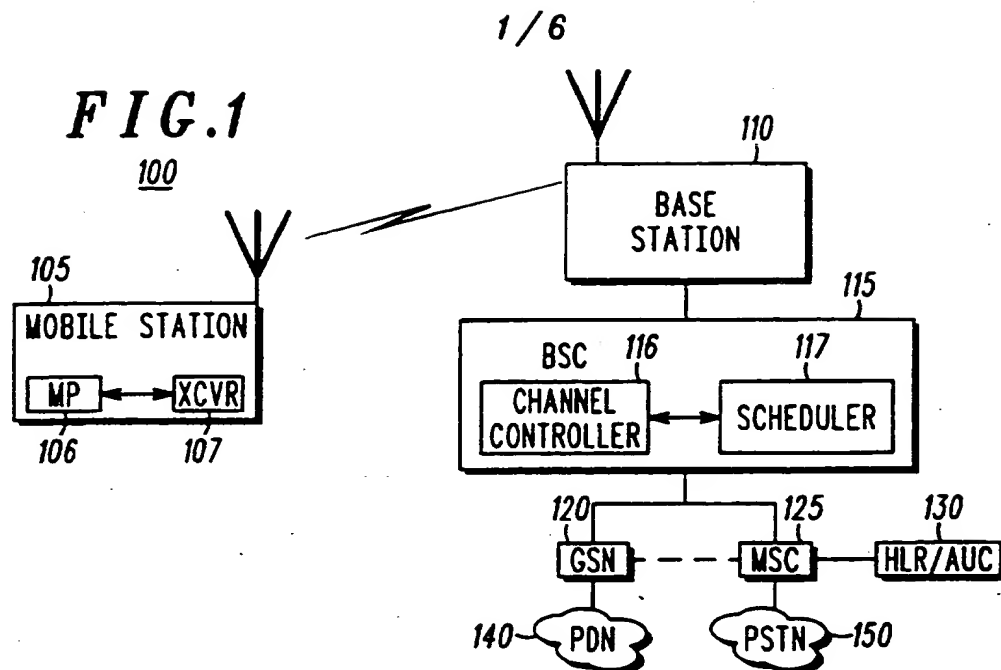 1/6
FIG.1
100
110
BASE
STATION
105
MOBILE STATION
MP
XCVR
106
107
115
BSC
116
117
CHANNEL
CONTROLLER
SCHEDULER
120
125
130
GSN
MSC
HLR/AUC
140
PDN
PSTN
150